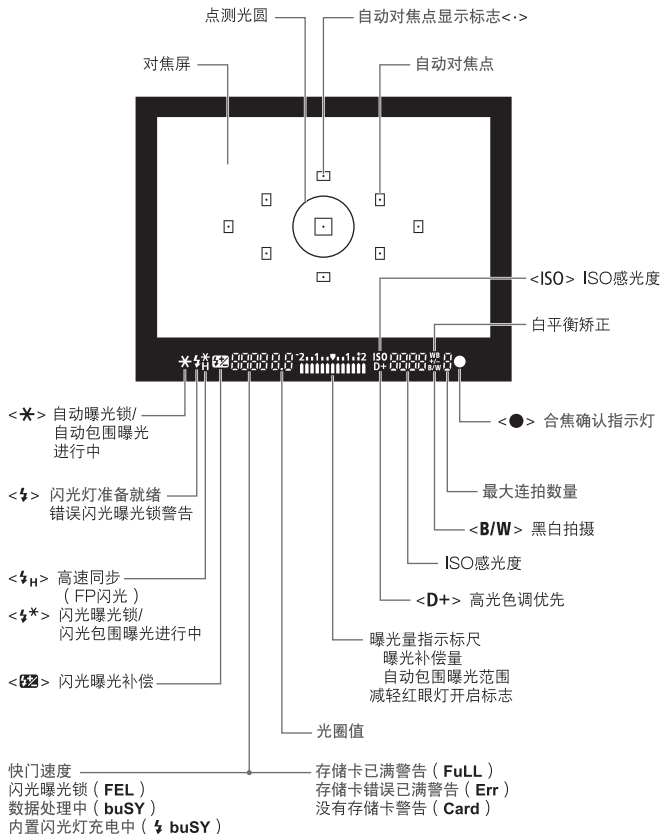 点测光圆
自动对焦点显示标志<·>
对焦屏
自动对焦点
<ISO> ISO感光度
白平衡矫正
-2..1..▼..1..+2
ISO
D+
WB
+/-
B/W
<✱> 自动曝光锁/
自动包围曝光
进行中
<●> 合焦确认指示灯
<⚡> 闪光灯准备就绪
错误闪光曝光锁警告
最大连拍数量
<B/W> 黑白拍摄
ISO感光度
<⚡H> 高速同步
(FP闪光)
<D+> 高光色调优先
<⚡*> 闪光曝光锁/
闪光包围曝光进行中
曝光量指示标尺
曝光补偿量
自动包围曝光范围
减轻红眼灯开启标志
<⚡±> 闪光曝光补偿
光圈值
快门速度
闪光曝光锁(FEL)
数据处理中(buSY)
内置闪光灯充电中(⚡ buSY)
存储卡已满警告(FuLL)
存储卡错误已满警告(Err)
没有存储卡警告(Card)